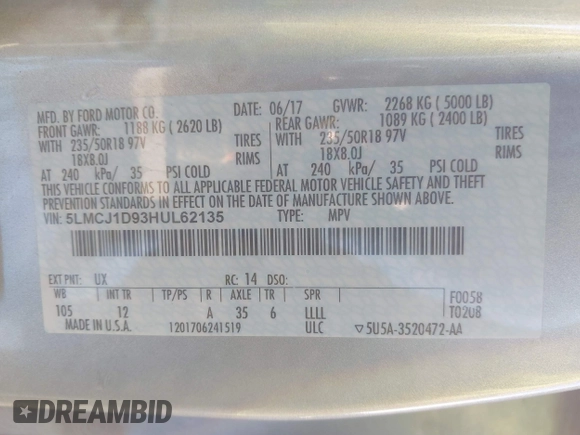 MFD. BY FORD MOTOR CO. DATE: 06/17 GVWR: 2268 KG ( 5000 LB)
FRONT GAWR: 1188 KG ( 2620 LB) REAR GAWR: 1089 KG ( 2400 LB)
WITH 235/50R18 97V TIRES WITH 235/50R18 97V TIRES
18X8.0J RIMS 18X8.0J RIMS
AT 240 kPa/ 35 PSI COLD AT 240 kPa/ 35 PSI COLD
THIS VEHICLE CONFORMS TO ALL APPLICABLE FEDERAL MOTOR VEHICLE SAFETY AND THEFT
PREVENTION STANDARDS IN EFFECT ON THE DATE OF MANUFACTURE SHOWN ABOVE.
VIN: 5LMCJ1D93HUL62135 TYPE: MPV
EXT PNT: UX RC: 14 DSO:
WB INT TR TP/PS R AXLE TR SPR F0058
105 12 A 35 6 LLLL T0208
MADE IN U.S.A. 1201706241519 ULC ▽5U5A-3520472-AA
DREAMBID